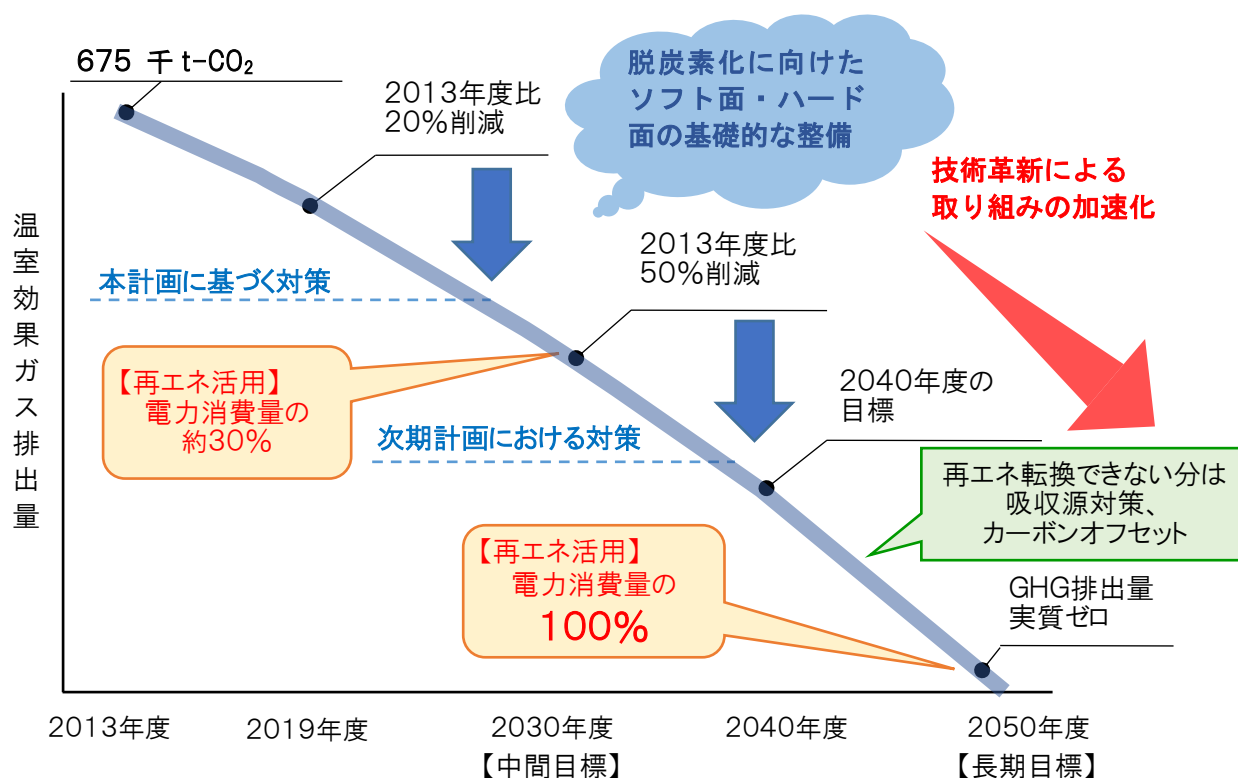 675 千t-CO₂
2013年度比
20%削減
脱炭素化に向けた
ソフト面・ハード
面の基礎的な整備
技術革新による
取り組みの加速化
温室効果ガス排出量
本計画に基づく対策
2013年度比
50%削減
【再エネ活用】
電力消費量の
約30%
2040年度の
目標
次期計画における対策
再エネ転換できない分は
吸収源対策、
カーボンオフセット
【再エネ活用】
電力消費量の
100%
GHG排出量
実質ゼロ
2013年度
2019年度
2030年度
【中間目標】
2040年度
2050年度
【長期目標】